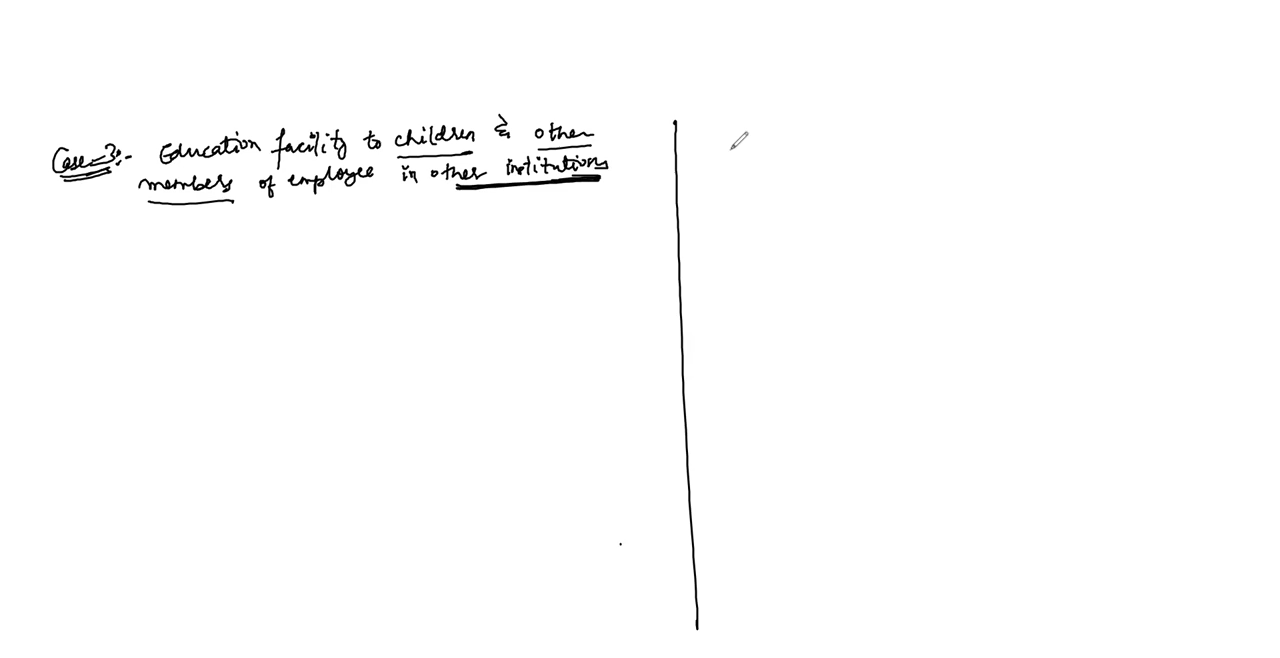 Case-3:- Education facility to children & other
members of employee in other institutions